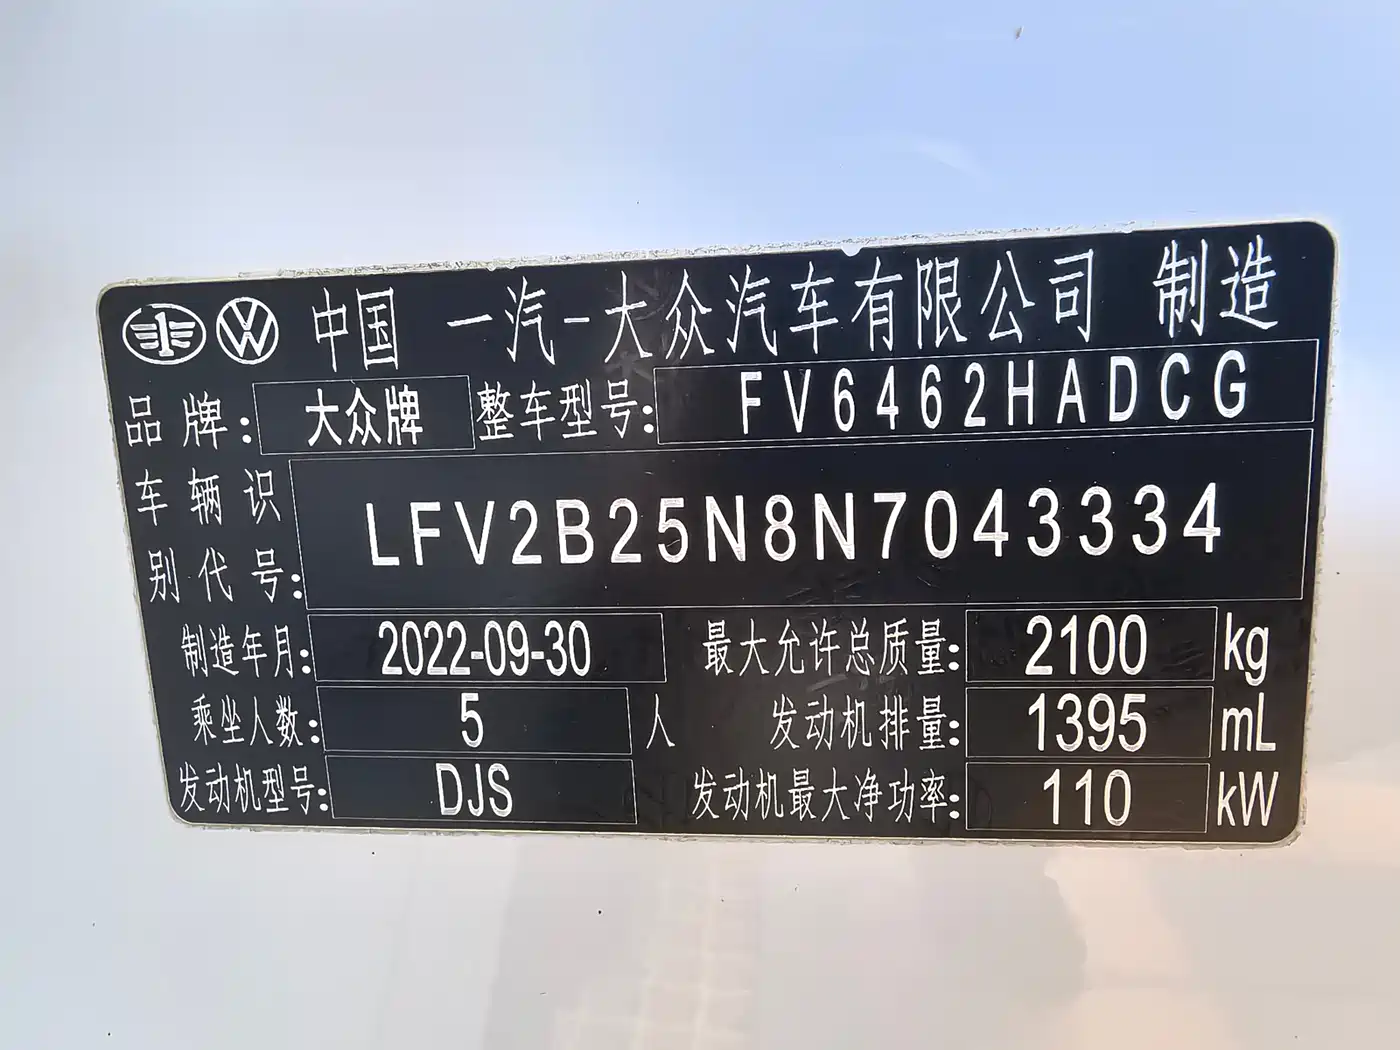 中国 一汽-大众汽车有限公司 制造
品牌: 大众牌 整车型号: FV6462HADCG
车辆识别代号: LFV2B25N8N7043334
制造年月: 2022-09-30 最大允许总质量: 2100 kg
乘坐人数: 5 人 发动机排量: 1395 mL
发动机型号: DJS 发动机最大净功率: 110 kW